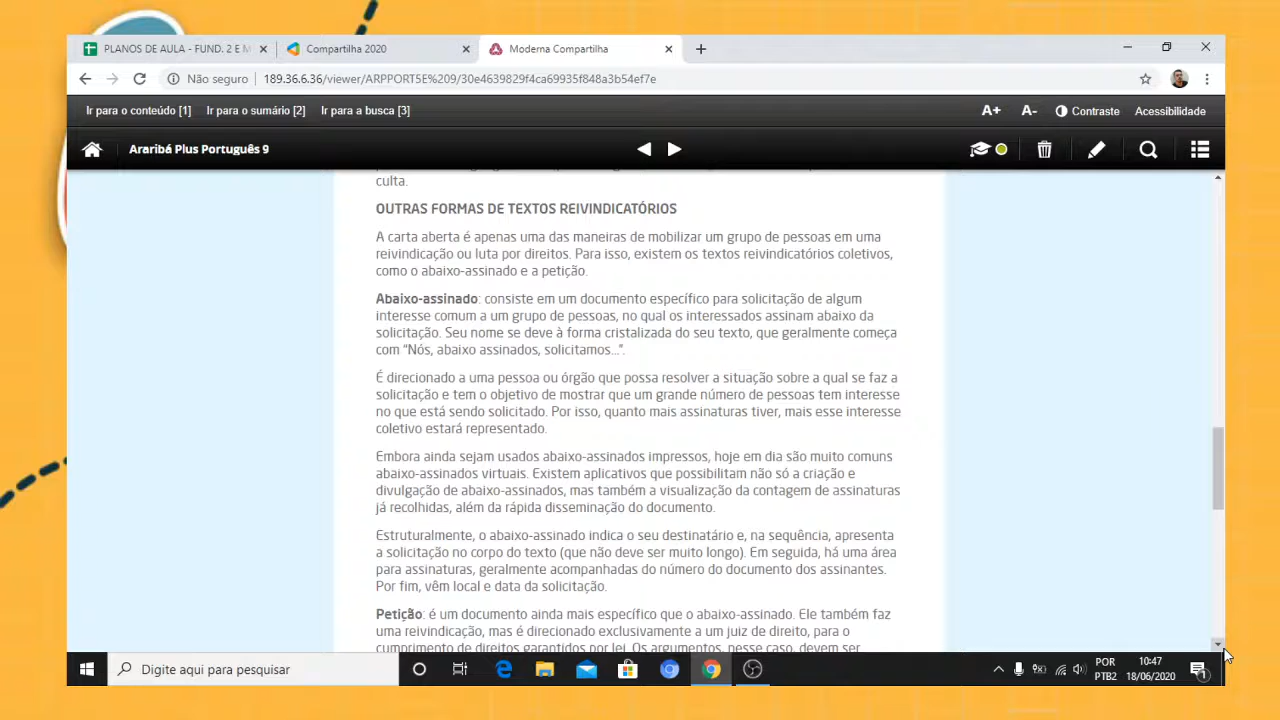 PLANOS DE AULA - FUND. 2 E M
Compartilha 2020
Moderna Compartilha
Não seguro
189.36.6.36/viewer/ARPPORT5E%209/30e4639829f4ca69935f848a3b54ef7e
Ir para o conteúdo [1] Ir para o sumário [2] Ir para a busca [3]
A+ A- Contraste Acessibilidade
Araribá Plus Português 9
culta.
OUTRAS FORMAS DE TEXTOS REIVINDICATÓRIOS
A carta aberta é apenas uma das maneiras de mobilizar um grupo de pessoas em uma
reivindicação ou luta por direitos. Para isso, existem os textos reivindicatórios coletivos,
como o abaixo-assinado e a petição.
Abaixo-assinado: consiste em um documento específico para solicitação de algum
interesse comum a um grupo de pessoas, no qual os interessados assinam abaixo da
solicitação. Seu nome se deve à forma cristalizada do seu texto, que geralmente começa
com “Nós, abaixo assinados, solicitamos...”.
É direcionado a uma pessoa ou órgão que possa resolver a situação sobre a qual se faz a
solicitação e tem o objetivo de mostrar que um grande número de pessoas tem interesse
no que está sendo solicitado. Por isso, quanto mais assinaturas tiver, mais esse interesse
coletivo estará representado.
Embora ainda sejam usados abaixo-assinados impressos, hoje em dia são muito comuns
abaixo-assinados virtuais. Existem aplicativos que possibilitam não só a criação e
divulgação de abaixo-assinados, mas também a visualização da contagem de assinaturas
já recolhidas, além da rápida disseminação do documento.
Estruturalmente, o abaixo-assinado indica o seu destinatário e, na sequência, apresenta
a solicitação no corpo do texto (que não deve ser muito longo). Em seguida, há uma área
para assinaturas, geralmente acompanhadas do número do documento dos assinantes.
Por fim, vêm local e data da solicitação.
Petição: é um documento ainda mais específico que o abaixo-assinado. Ele também faz
uma reivindicação, mas é direcionado exclusivamente a um juiz de direito, para o
cumprimento de direitos garantidos por lei. Os argumentos, nesse caso, devem ser
Digite aqui para pesquisar
POR
PTB2
10:47
18/06/2020
1